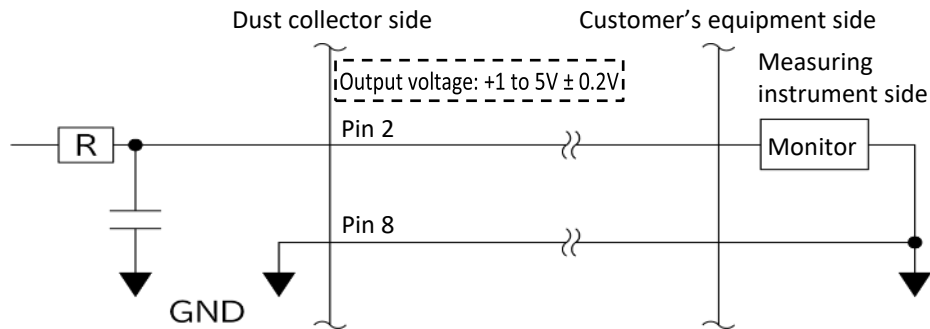 Dust collector side
Customer’s equipment side
Output voltage: +1 to 5V ± 0.2V
Measuring
instrument side
Pin 2
R
Monitor
Pin 8
GND